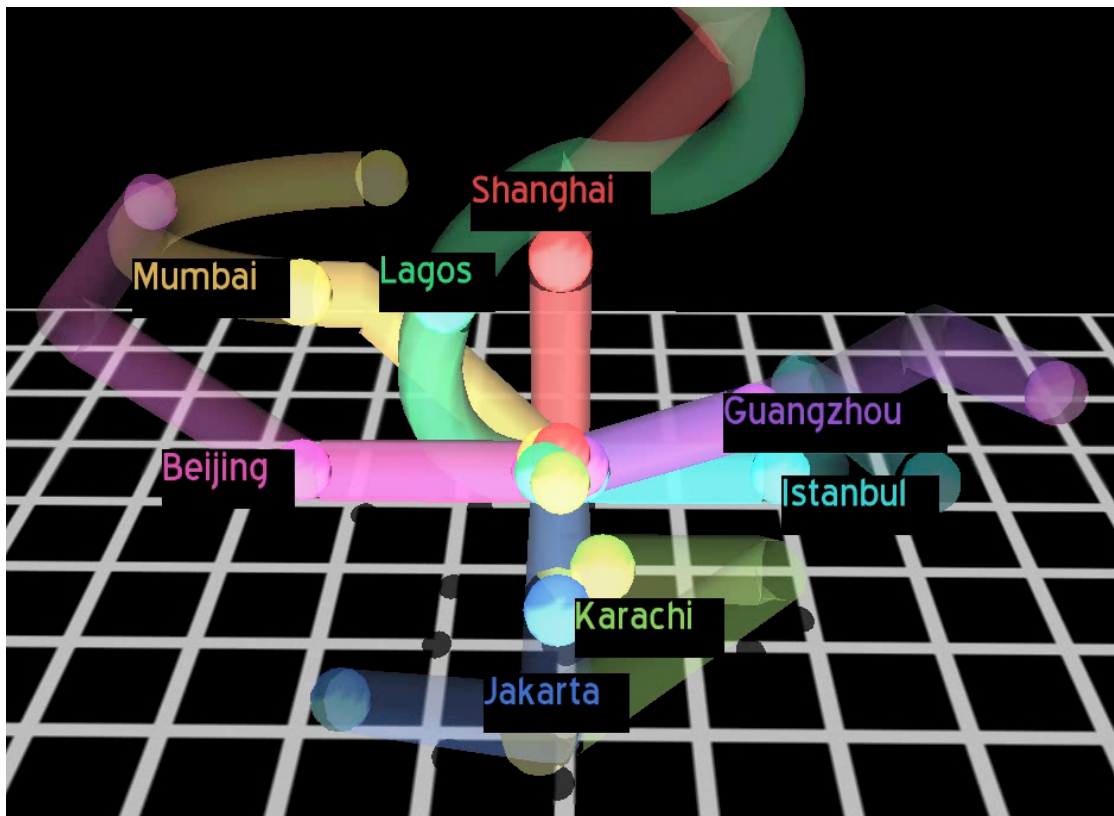 Shanghai
Mumbai
Lagos
Guangzhou
Beijing
Istanbul
Karachi
Jakarta